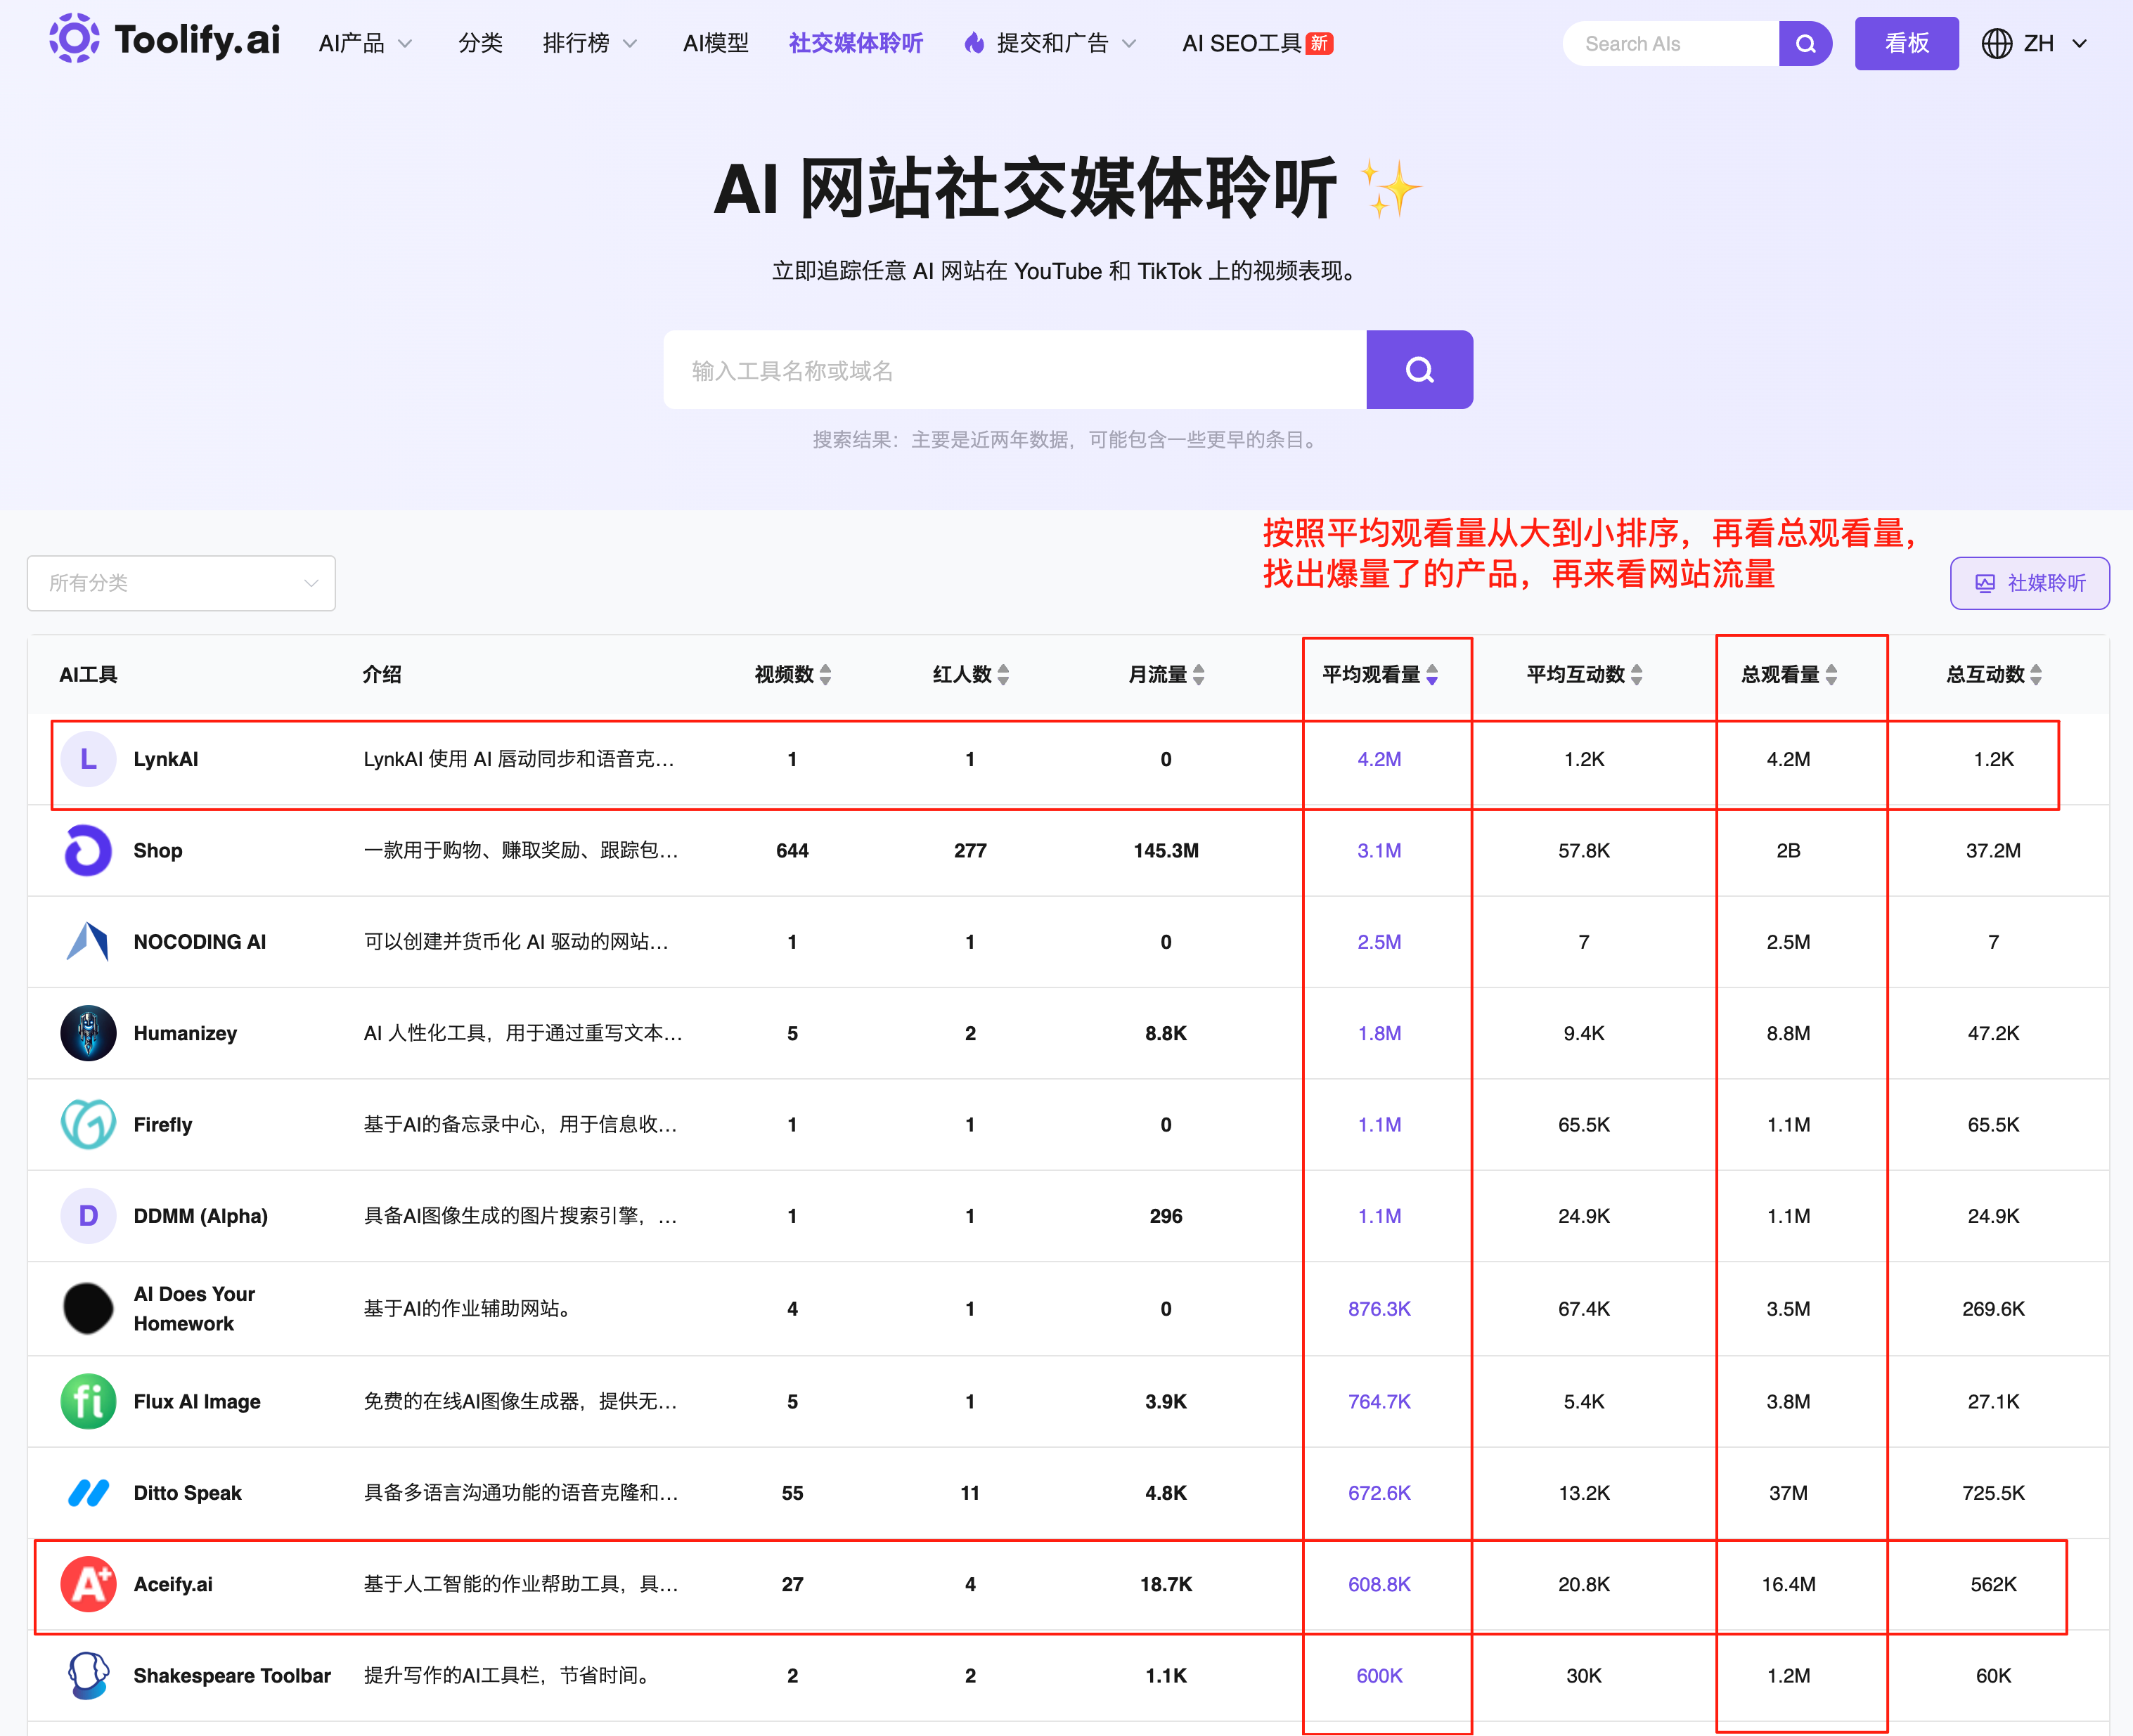 Toolify.ai AI产品 分类 排行榜 AI模型 社交媒体聆听 提交和广告 AI SEO工具 新 Search AIs 看板 ZH
AI 网站社交媒体聆听 ✨
立即追踪任意 AI 网站在 YouTube 和 TikTok 上的视频表现。
输入工具名称或域名
搜索结果：主要是近两年数据，可能包含一些更早的条目。
按照平均观看量从大到小排序，再看总观看量，
找出爆量了的产品，再来看网站流量
所有分类 社媒聆听
AI工具 介绍 视频数 红人数 月流量 平均观看量 平均互动数 总观看量 总互动数
L LynkAI LynkAI 使用 AI 唇动同步和语音克... 1 1 0 4.2M 1.2K 4.2M 1.2K
Shop 一款用于购物、赚取奖励、跟踪包... 644 277 145.3M 3.1M 57.8K 2B 37.2M
NOCODING AI 可以创建并货币化 AI 驱动的网站... 1 1 0 2.5M 7 2.5M 7
Humanizey AI 人性化工具，用于通过重写文本... 5 2 8.8K 1.8M 9.4K 8.8M 47.2K
Firefly 基于AI的备忘录中心，用于信息收... 1 1 0 1.1M 65.5K 1.1M 65.5K
D DDMM (Alpha) 具备AI图像生成的图片搜索引擎，... 1 1 296 1.1M 24.9K 1.1M 24.9K
AI Does Your
Homework 基于AI的作业辅助网站。 4 1 0 876.3K 67.4K 3.5M 269.6K
fi Flux AI Image 免费的在线AI图像生成器，提供无... 5 1 3.9K 764.7K 5.4K 3.8M 27.1K
Ditto Speak 具备多语言沟通功能的语音克隆和... 55 11 4.8K 672.6K 13.2K 37M 725.5K
A+ Aceify.ai 基于人工智能的作业帮助工具，具... 27 4 18.7K 608.8K 20.8K 16.4M 562K
Shakespeare Toolbar 提升写作的AI工具栏，节省时间。 2 2 1.1K 600K 30K 1.2M 60K